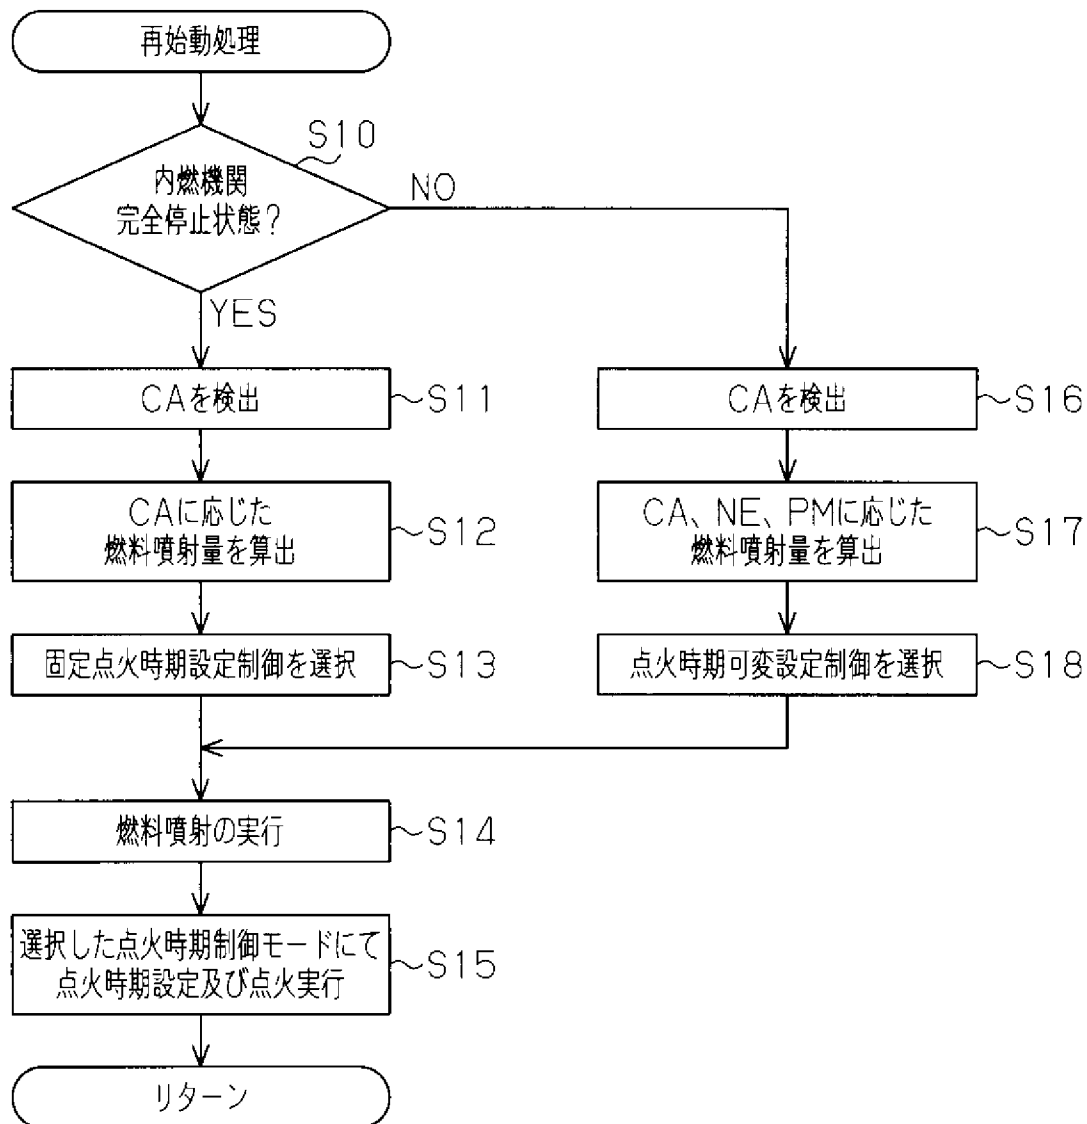 再始動処理
S10
内燃機関
完全停止状態?
NO
YES
CAを検出
S11
CAを検出
S16
CAに応じた
燃料噴射量を算出
S12
CA、NE、PMに応じた
燃料噴射量を算出
S17
固定点火時期設定制御を選択
S13
点火時期可変設定制御を選択
S18
燃料噴射の実行
S14
選択した点火時期制御モードにて
点火時期設定及び点火実行
S15
リターン